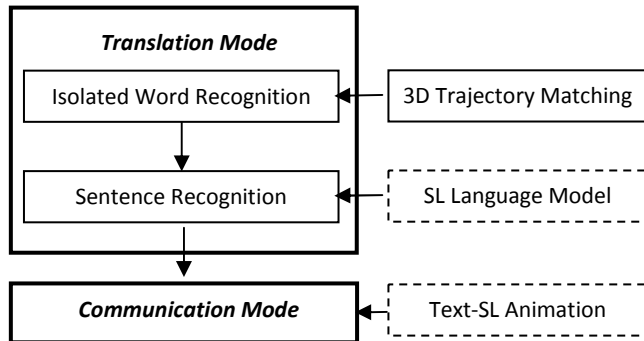 Translation Mode
Isolated Word Recognition
3D Trajectory Matching
Sentence Recognition
SL Language Model
Communication Mode
Text-SL Animation